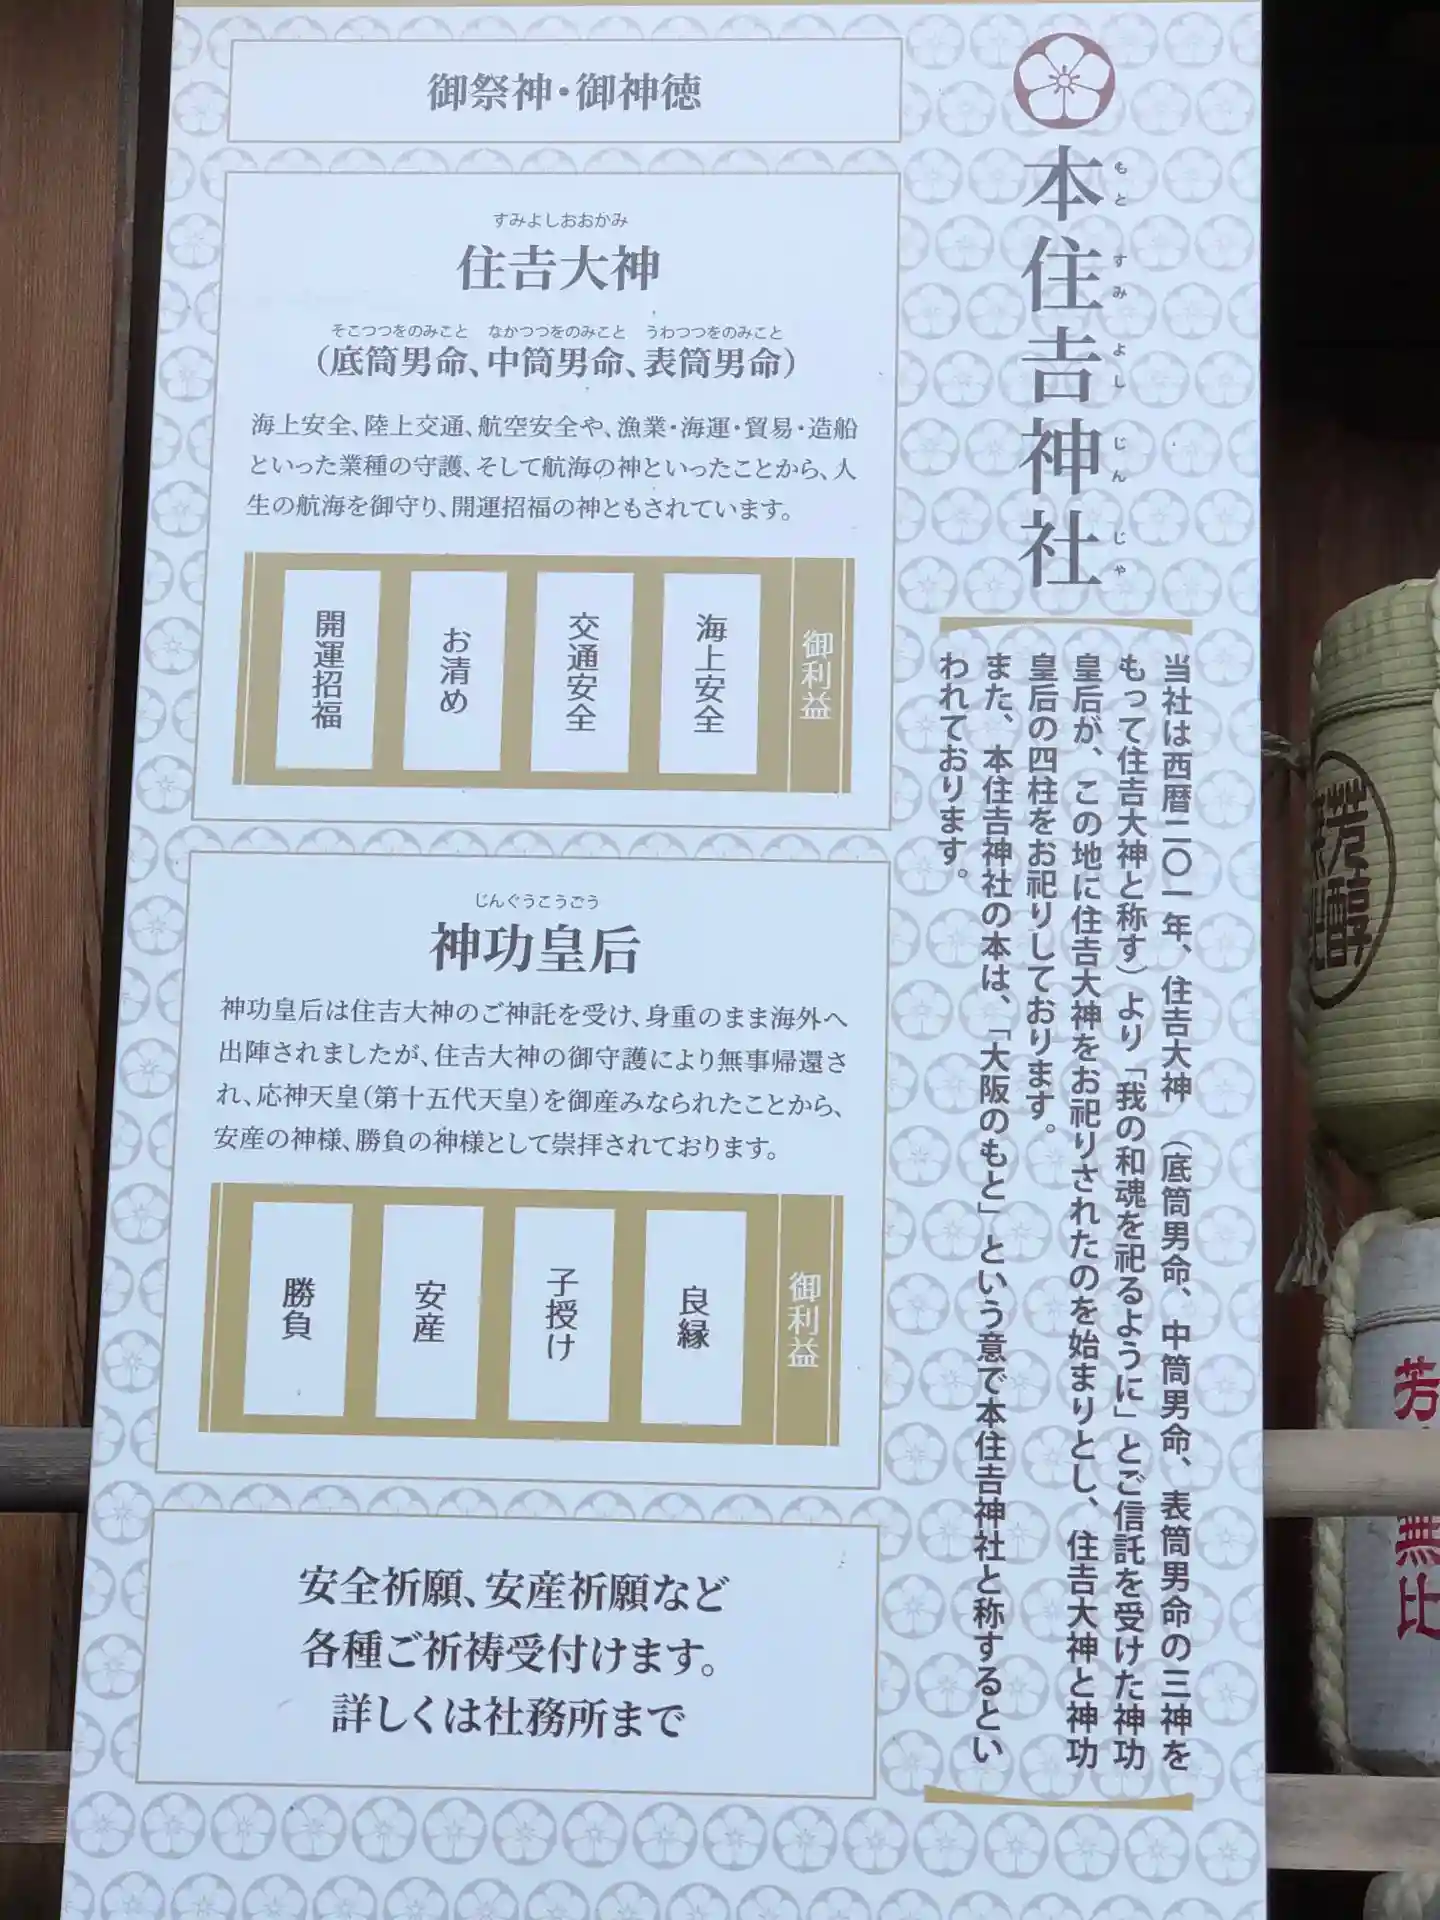 本住吉神社
もと すみ よし じん じゃ
当社は西暦二〇一年、住吉大神　（底筒男命、中筒男命、表筒男命の三神を
もって住吉大神と称す）より「我の和魂を祀るように」とご信託を受けた神功
皇后が、この地に住吉大神をお祀りされたのを始まりとし、住吉大神と神功
皇后の四柱をお祀りしております。
また、本住吉神社の本は、「大阪のもと」という意で本住吉神社と称するとい
われております。
御祭神・御神徳
すみよしおおかみ
住吉大神
そこつつをのみこと　なかつつをのみこと　うわつつをのみこと
（底筒男命、中筒男命、表筒男命）
海上安全、陸上交通、航空安全や、漁業・海運・貿易・造船
といった業種の守護、そして航海の神といったことから、人
生の航海を御守り、開運招福の神ともされています。
御利益
海上安全
交通安全
お清め
開運招福
じんぐうこうごう
神功皇后
神功皇后は住吉大神のご神託を受け、身重のまま海外へ
出陣されましたが、住吉大神の御守護により無事帰還さ
れ、応神天皇（第十五代天皇）を御産みなられたことから、
安産の神様、勝負の神様として崇拝されております。
御利益
良縁
子授け
安産
勝負
安全祈願、安産祈願など
各種ご祈祷受付けます。
詳しくは社務所まで
芳醇
芳
無比